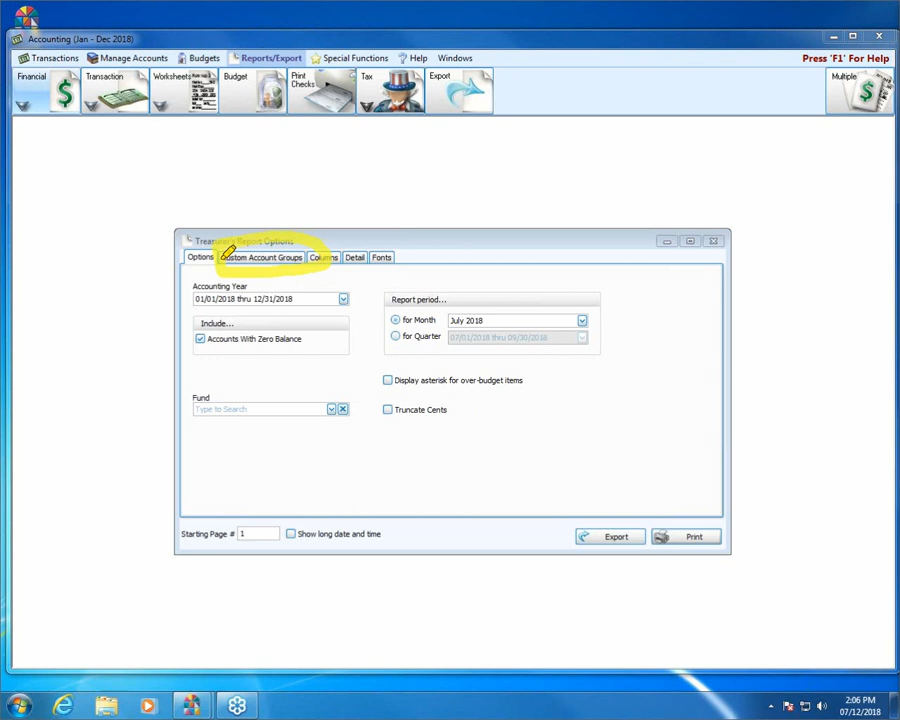 Accounting (Jan - Dec 2018)
Transactions Manage Accounts Budgets Reports/Export Special Functions Help Windows Press 'F1' For Help
Financial Transaction Worksheets Budget Print Checks Tax Export Multiple
Treasurer's Report Options
Options Custom Account Groups Columns Detail Fonts
Accounting Year
01/01/2018 thru 12/31/2018
Include...
Accounts With Zero Balance
Fund
Type to Search
Report period...
for Month July 2018
for Quarter 07/01/2018 thru 09/30/2018
Display asterisk for over-budget items
Truncate Cents
Starting Page # 1 Show long date and time Export Print
2:06 PM
07/12/2018